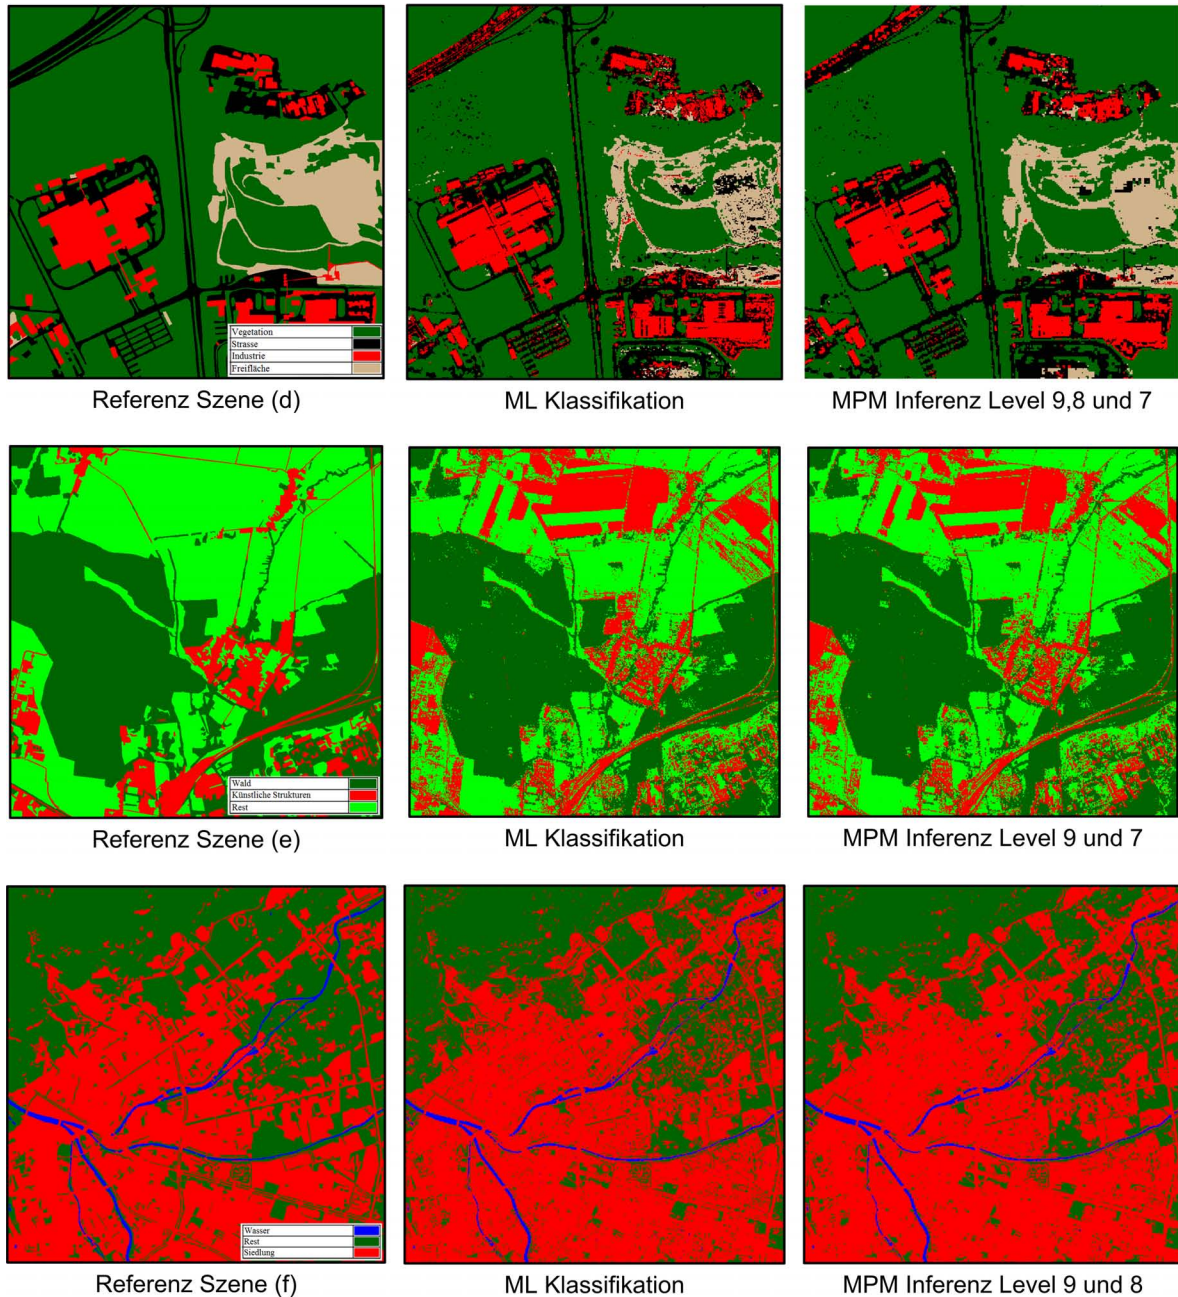 Vegetation
Strasse
Industrie
Freifläche
Referenz Szene (d)
ML Klassifikation
MPM Inferenz Level 9,8 und 7
Wald
Künstliche Strukturen
Rest
Referenz Szene (e)
ML Klassifikation
MPM Inferenz Level 9 und 7
Wasser
Rest
Siedlung
Referenz Szene (f)
ML Klassifikation
MPM Inferenz Level 9 und 8